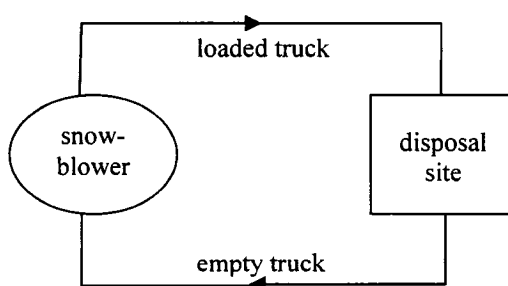 loaded truck
snow-
blower
disposal
site
empty truck